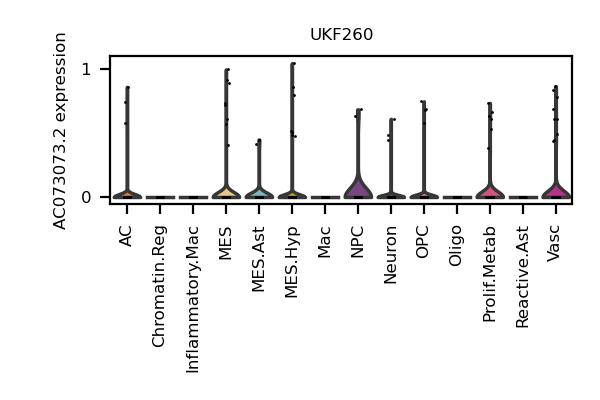 UKF260
AC073073.2 expression
1
0
AC
Chromatin.Reg
Inflammatory.Mac
MES
MES.Ast
MES.Hyp
Mac
NPC
Neuron
OPC
Oligo
Prolif.Metab
Reactive.Ast
Vasc